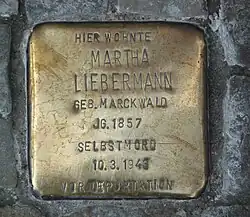 HIER WOHNTE
MARTHA
LIEBERMANN
GEB. MARCKWALD
JG. 1857
SELBSTMORD
10.3.1943
VOR DEPORTATION